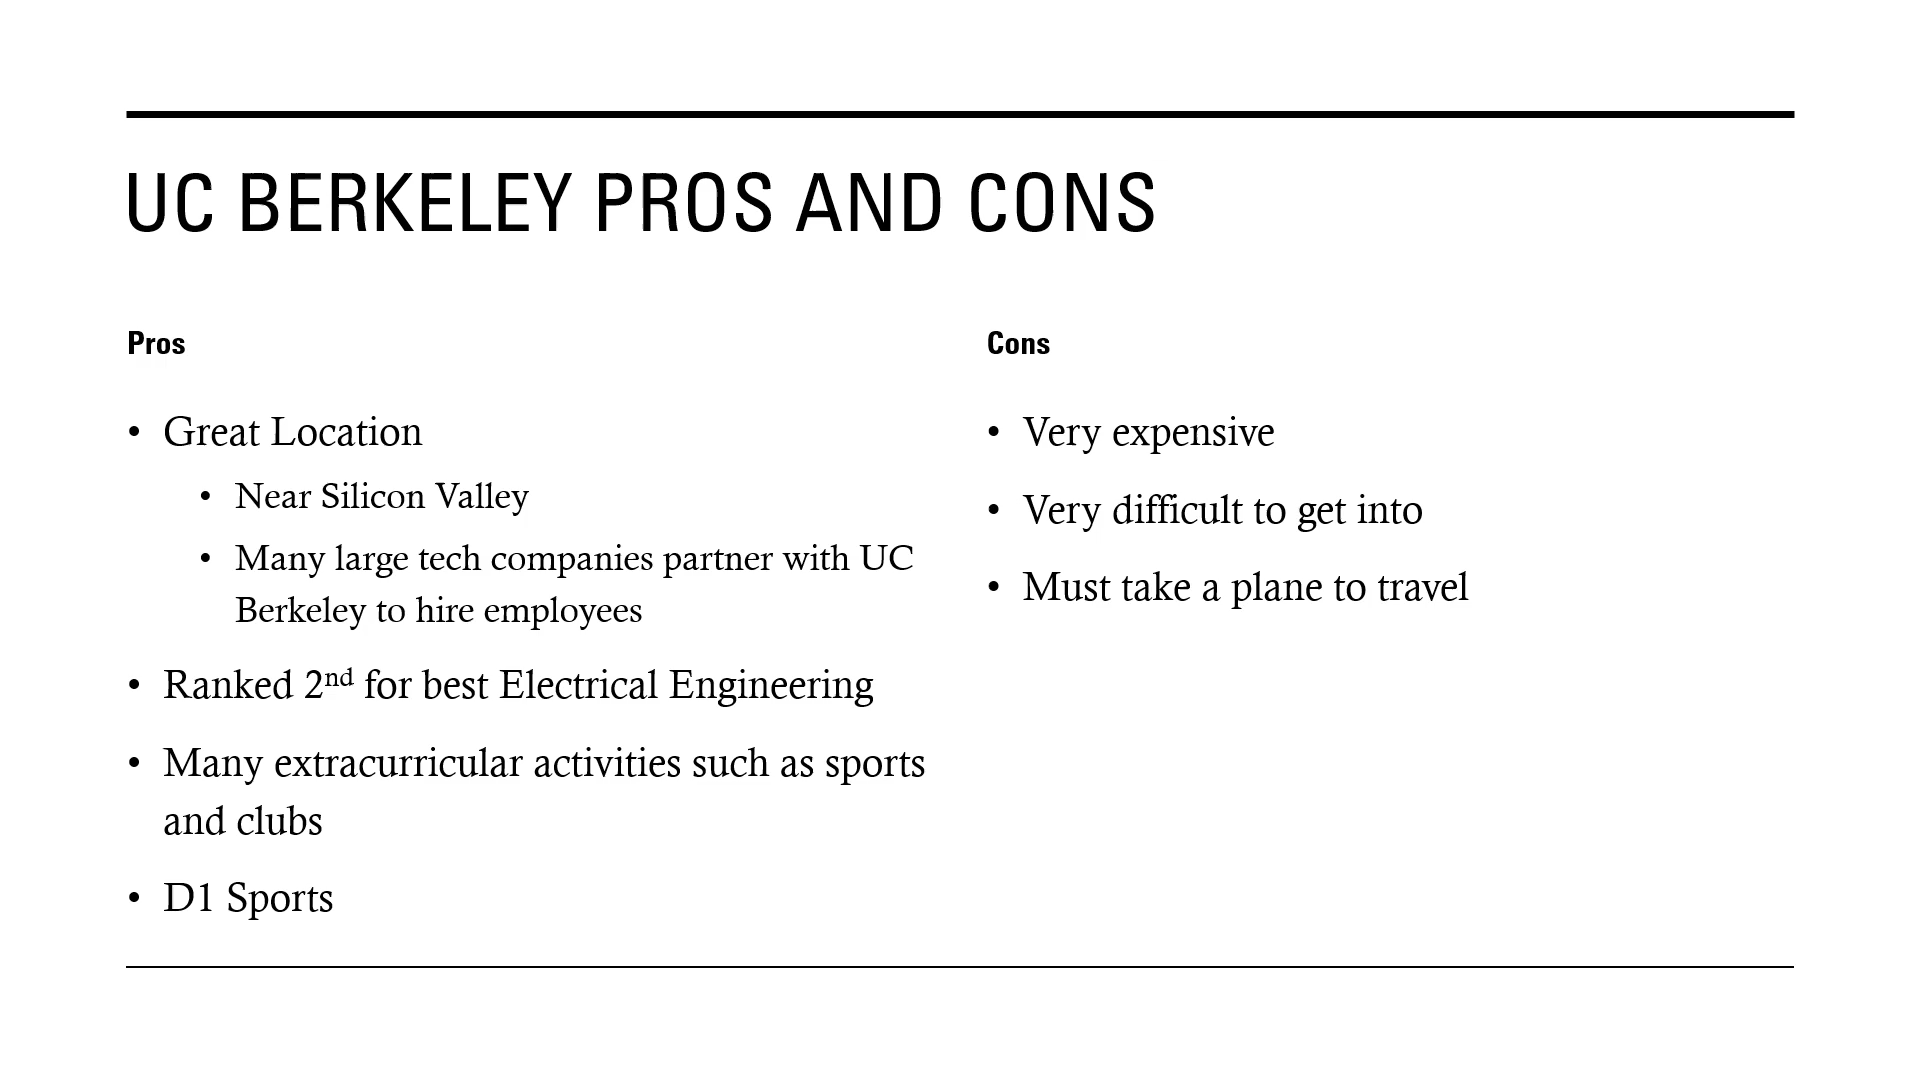 UC BERKELEY PROS AND CONS
Pros
• Great Location
• Near Silicon Valley
• Many large tech companies partner with UC
Berkeley to hire employees
• Ranked 2nd for best Electrical Engineering
• Many extracurricular activities such as sports
and clubs
• D1 Sports
Cons
• Very expensive
• Very difficult to get into
• Must take a plane to travel